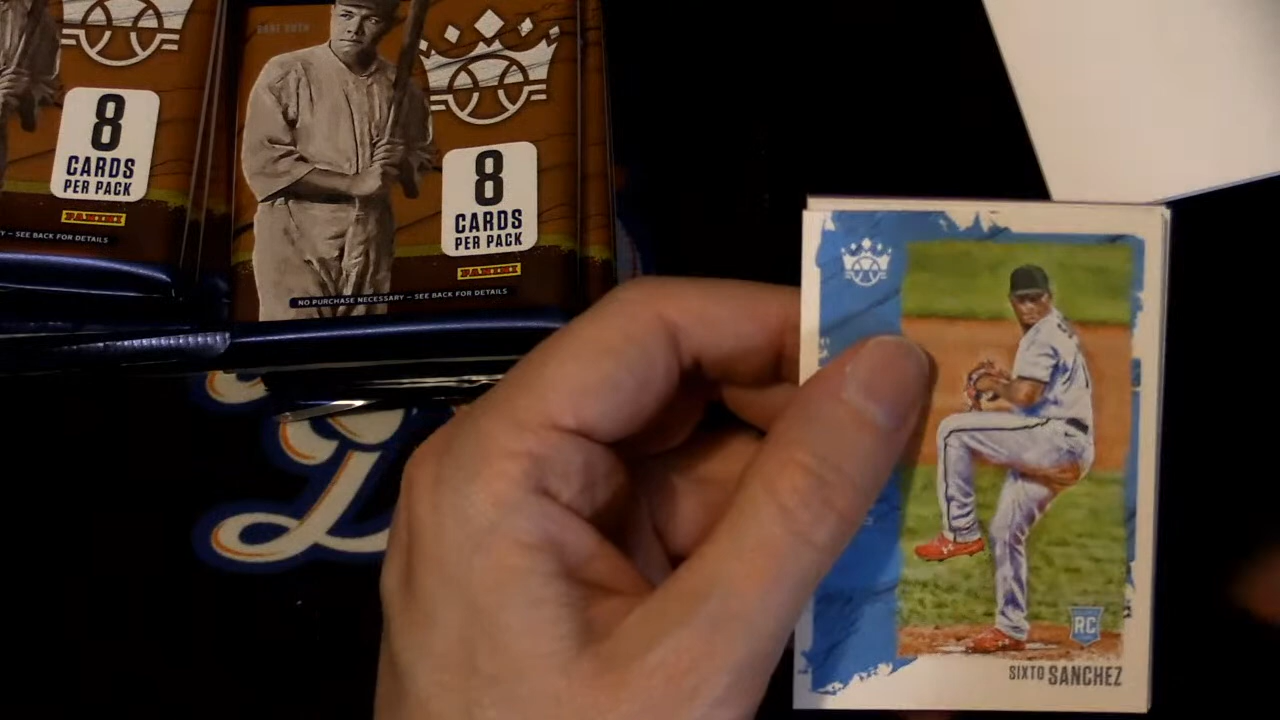 BABE RUTH
8
CARDS
PER PACK
PANINI
NO PURCHASE NECESSARY – SEE BACK FOR DETAILS
8
CARDS
PER PACK
PANINI
Y – SEE BACK FOR DETAILS
RC
SIXTO SANCHEZ